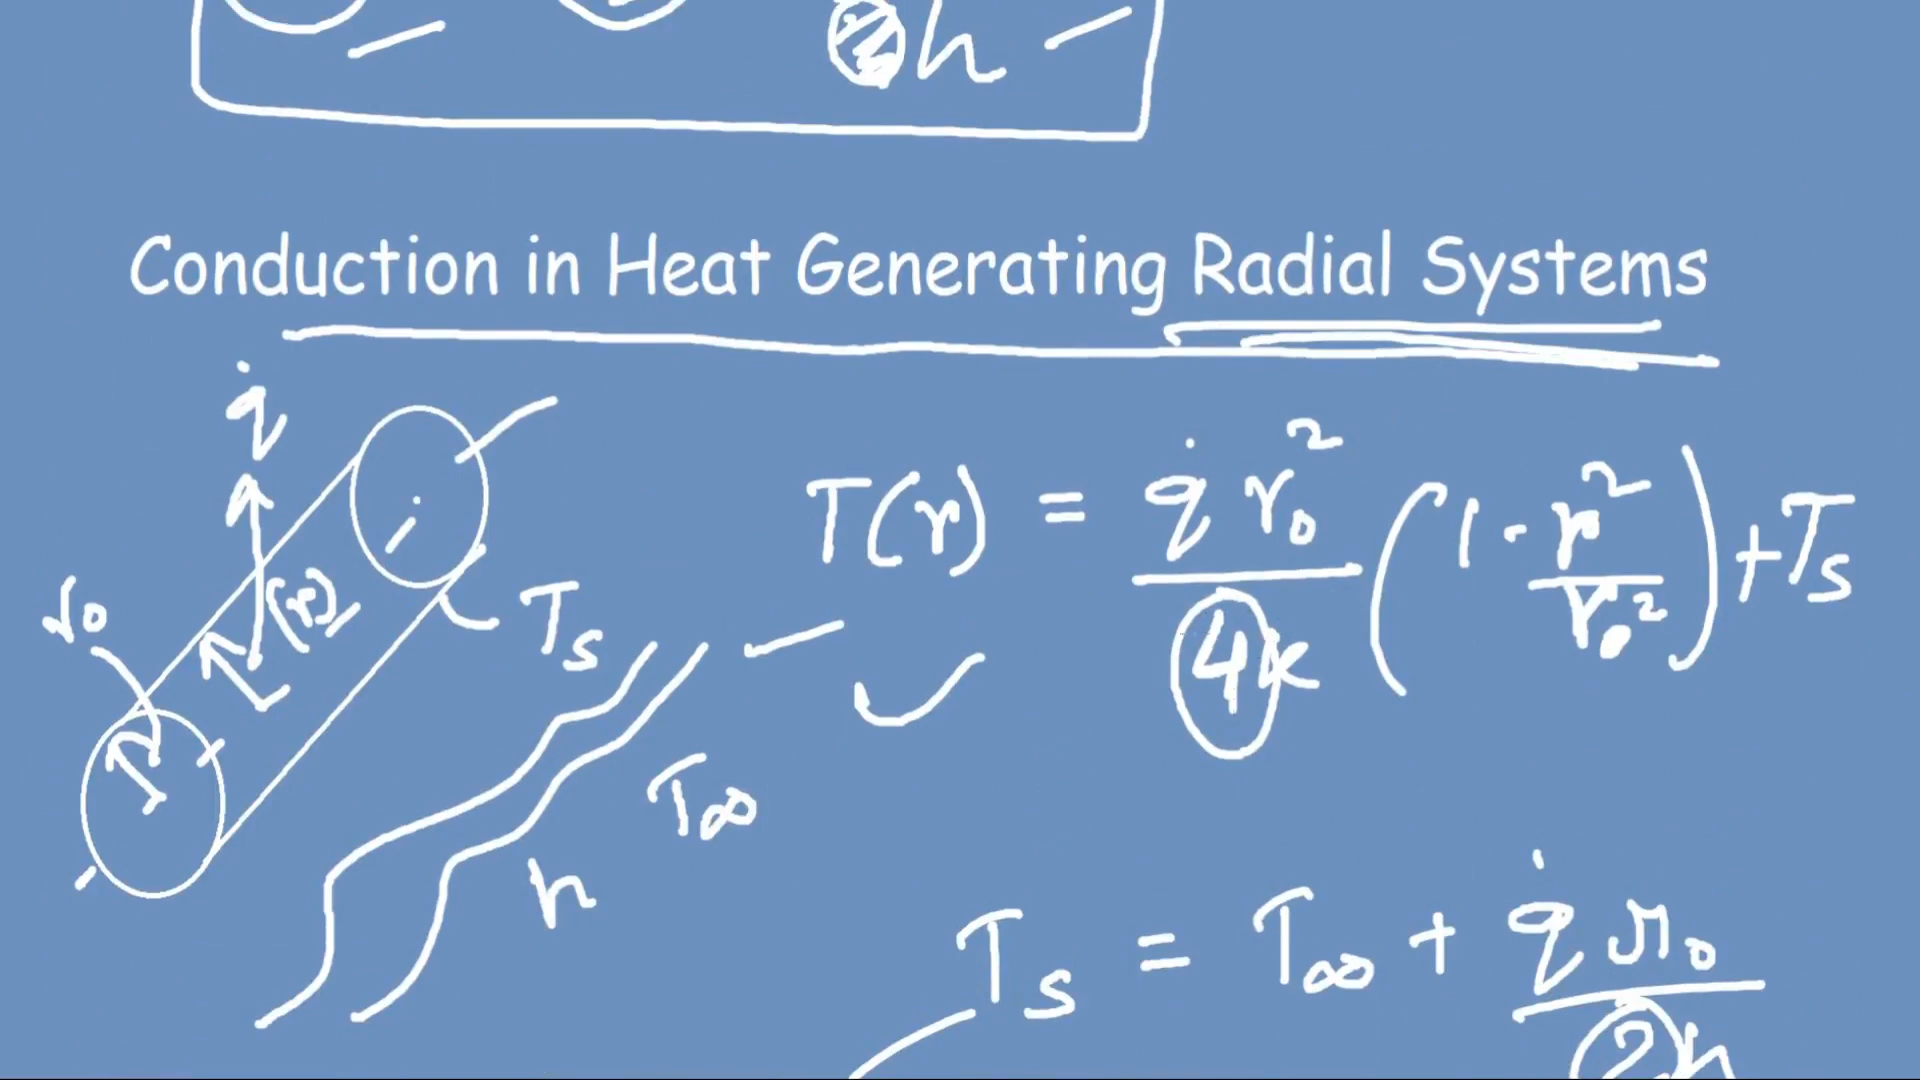 h
Conduction in Heat Generating Radial Systems
q̇
r₀
(r)
Tₛ
T∞
h
T(r) = q̇ r₀² / 4k (1 - r² / r₀²) + Tₛ
Tₛ = T∞ + q̇ r₀ / 2h